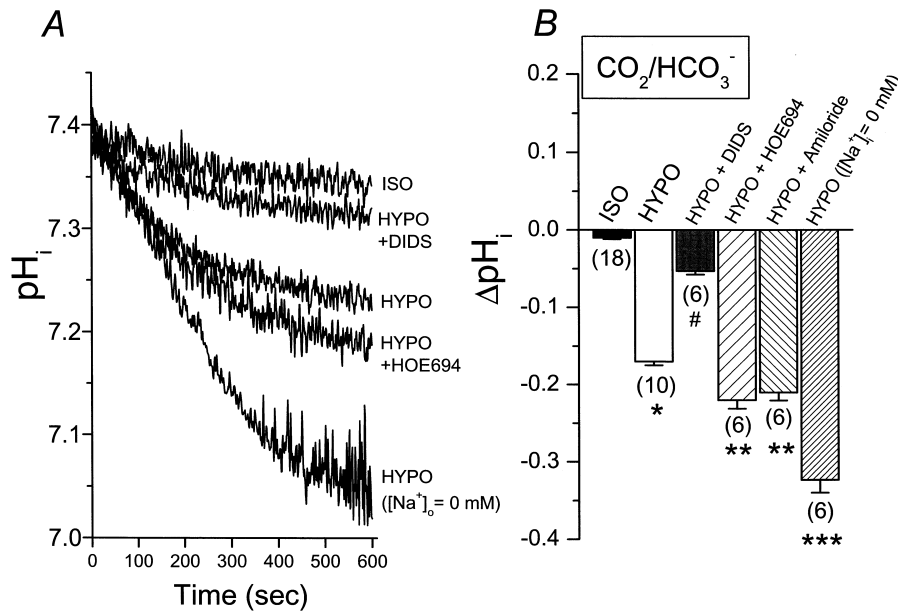 A
7.4
7.3
7.2
7.1
7.0
pHi
0 100 200 300 400 500 600
Time (sec)
ISO
HYPO
+DIDS
HYPO
HYPO
+HOE694
HYPO
([Na+]o= 0 mM)
B
CO2/HCO3-
0.2
0.1
0.0
-0.1
-0.2
-0.3
-0.4
ΔpHi
ISO
HYPO
HYPO + DIDS
HYPO + HOE694
HYPO + Amiloride
HYPO ([Na+]i= 0 mM)
(18)
(10)
*
(6)
#
(6)
**
(6)
**
(6)
***